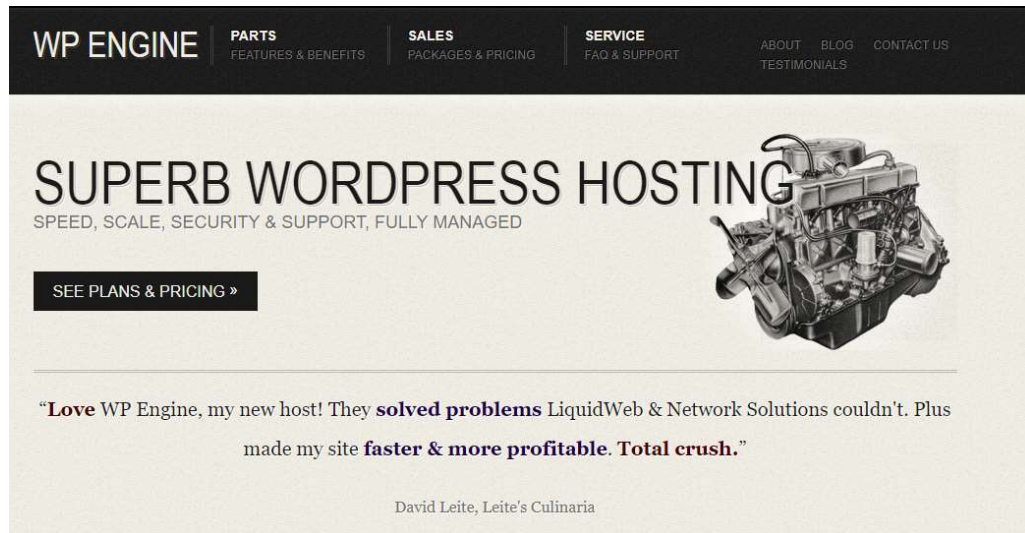 WP ENGINE
PARTS
FEATURES & BENEFITS
SALES
PACKAGES & PRICING
SERVICE
FAQ & SUPPORT
ABOUT BLOG CONTACT US
TESTIMONIALS
SUPERB WORDPRESS HOSTING
SPEED, SCALE, SECURITY & SUPPORT, FULLY MANAGED
SEE PLANS & PRICING »
“Love WP Engine, my new host! They solved problems LiquidWeb & Network Solutions couldn't. Plus
made my site faster & more profitable. Total crush.”
David Leite, Leite's Culinaria